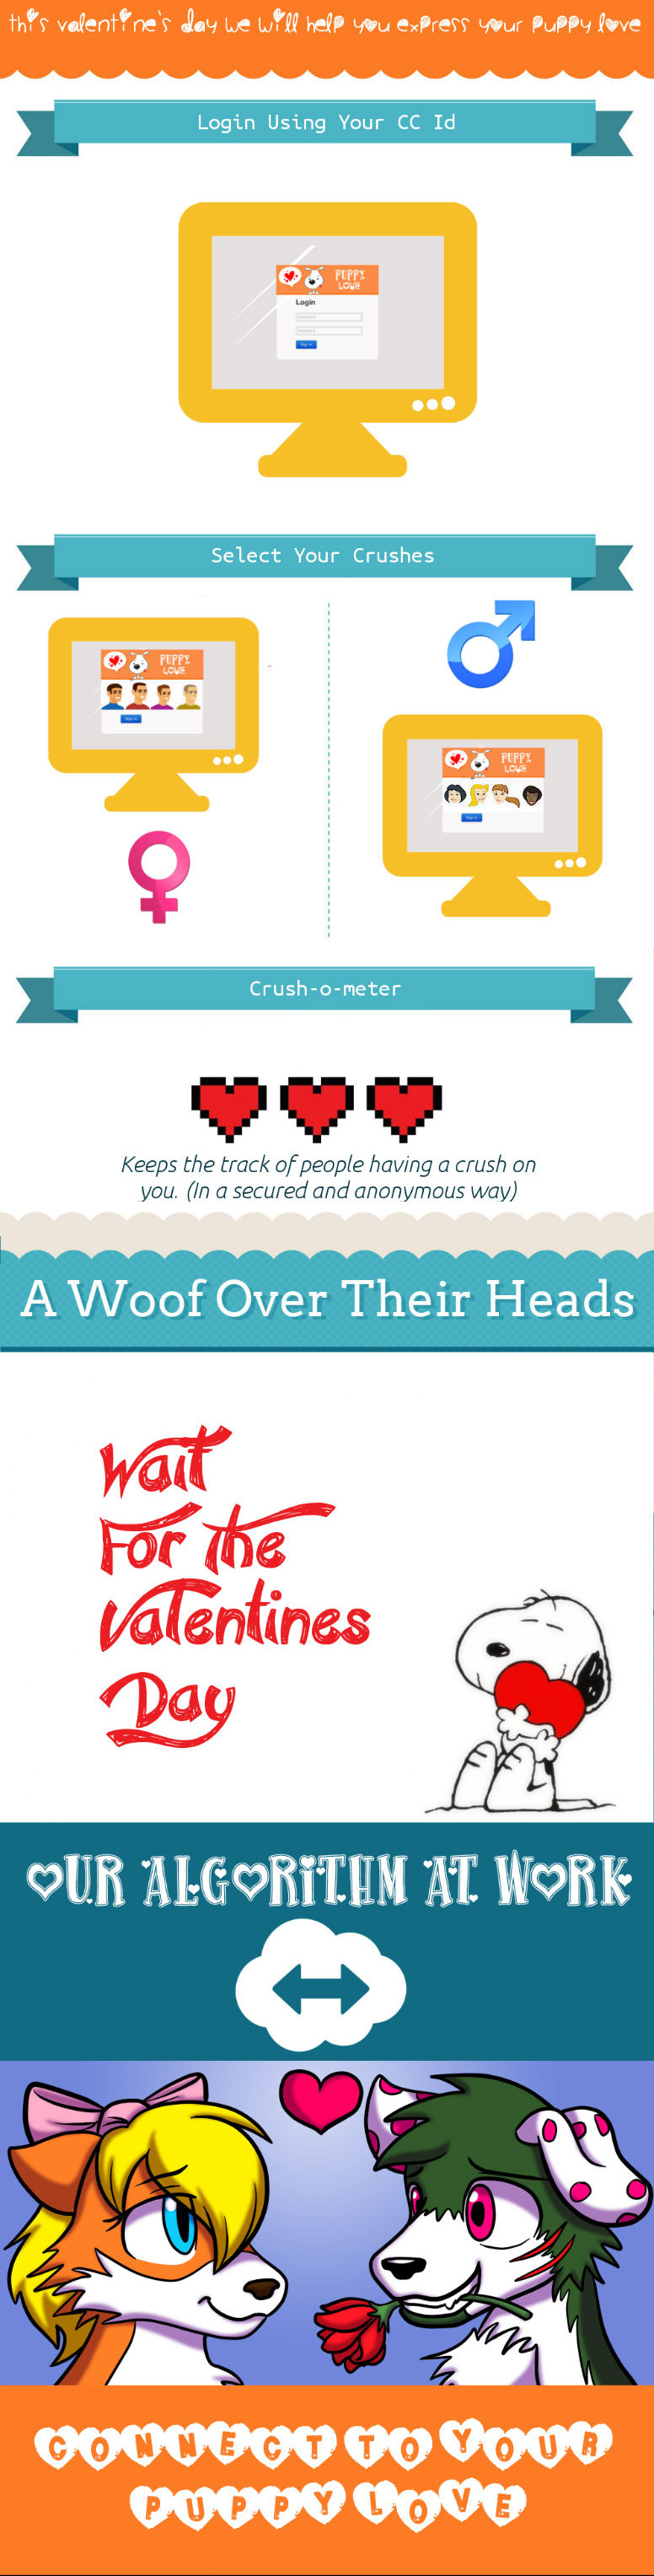 this valentine's day we will help you express your puppy love
Login Using Your CC Id
PUPPY
LOVE
Login
Username
Password
Sign in
Select Your Crushes
PUPPY
LOVE
Sign in
PUPPY
LOVE
Sign in
Crush-o-meter
Keeps the track of people having a crush on
you. (In a secured and anonymous way)
A Woof Over Their Heads
Wait
For The
Valentines
Day
OUR ALGORITHM AT WORK
CONNECT TO YOUR
PUPPY LOVE